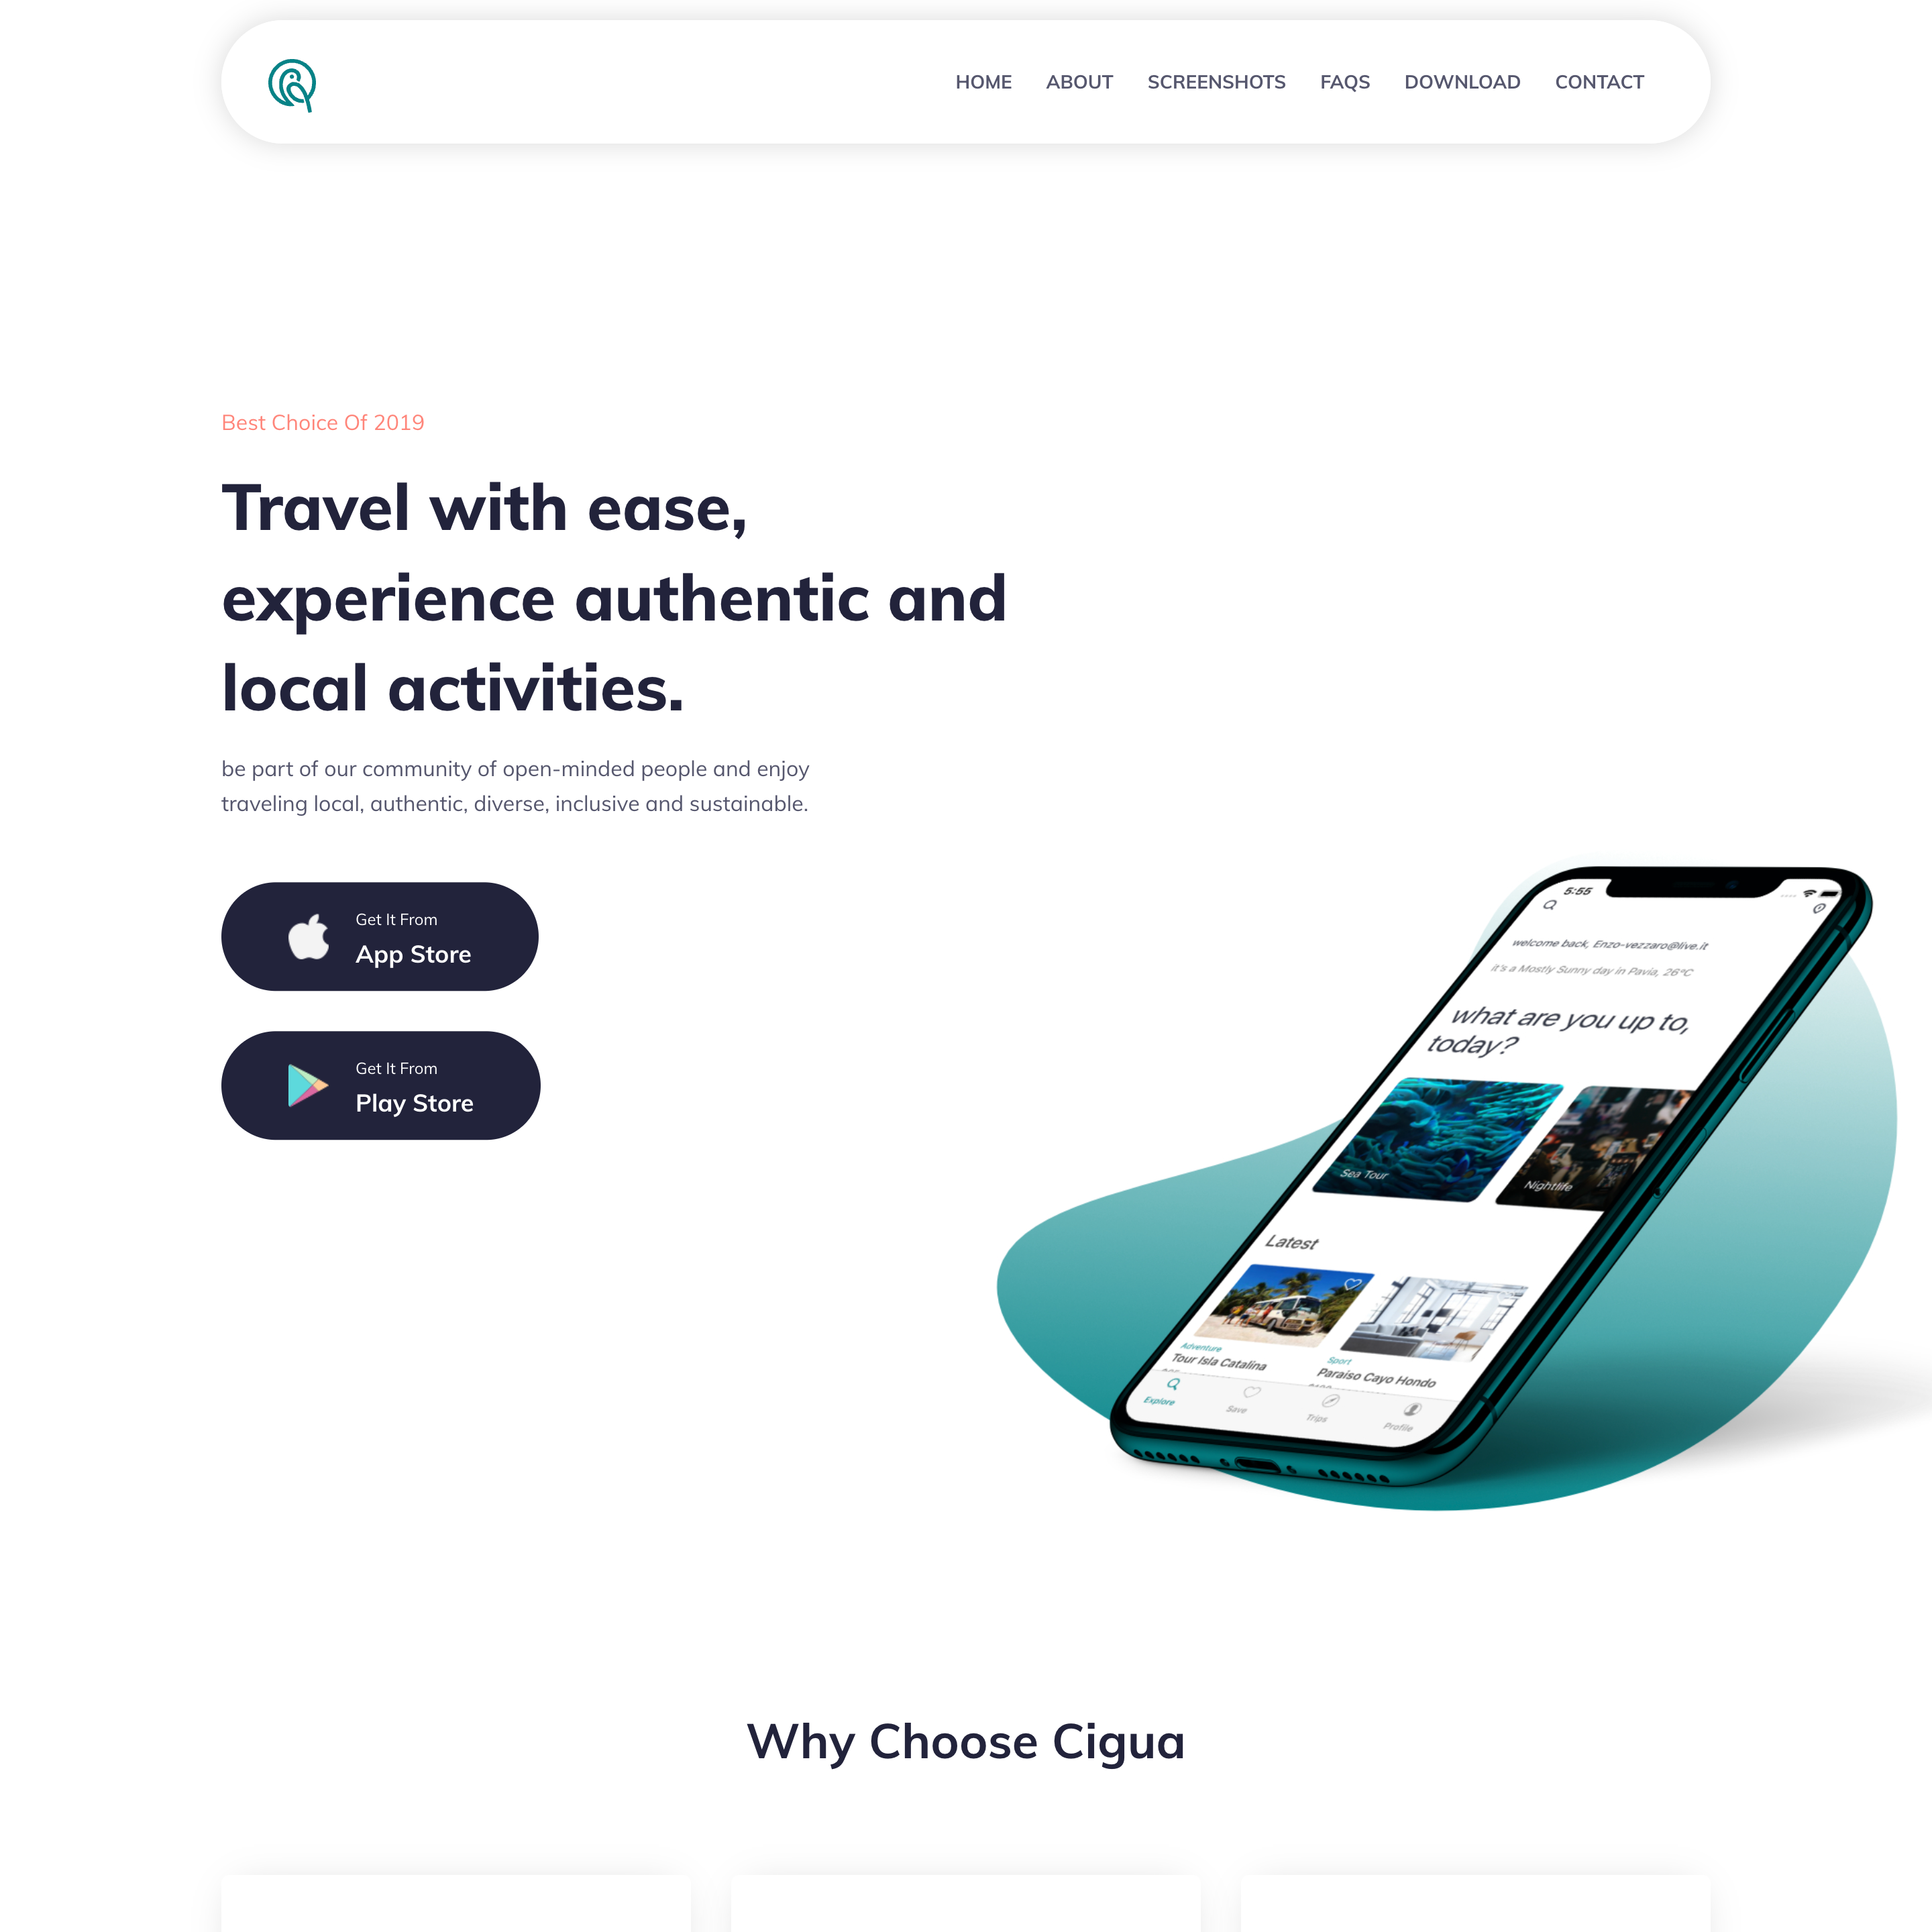 HOME ABOUT SCREENSHOTS FAQS DOWNLOAD CONTACT
Best Choice Of 2019
Travel with ease,
experience authentic and
local activities.
be part of our community of open-minded people and enjoy
traveling local, authentic, diverse, inclusive and sustainable.
Get It From
App Store
Get It From
Play Store
5:55
welcome back, Enzo-vezzaro@live.it
it's a Mostly Sunny day in Pavia, 26°C
what are you up to,
today?
Sea Tour
Nightlife
Latest
Adventure
Tour Isla Catalina
Sport
Paraíso Cayo Hondo
Explore
Save
Trips
Profile
Why Choose Cigua